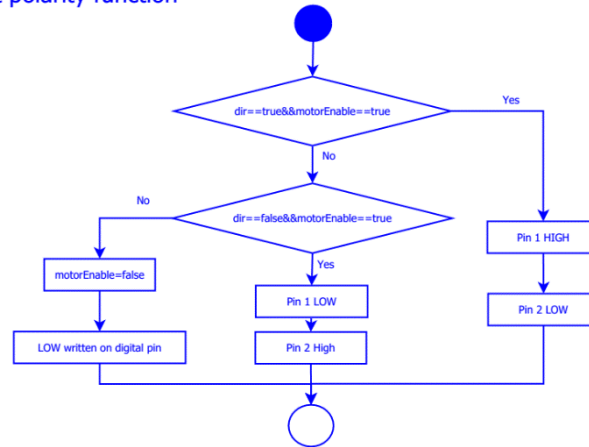 polarity function
dir==true&&motorEnable==true
Yes
No
No
dir==false&&motorEnable==true
Pin 1 HIGH
Yes
motorEnable=false
Pin 1 LOW
Pin 2 LOW
LOW written on digital pin
Pin 2 High